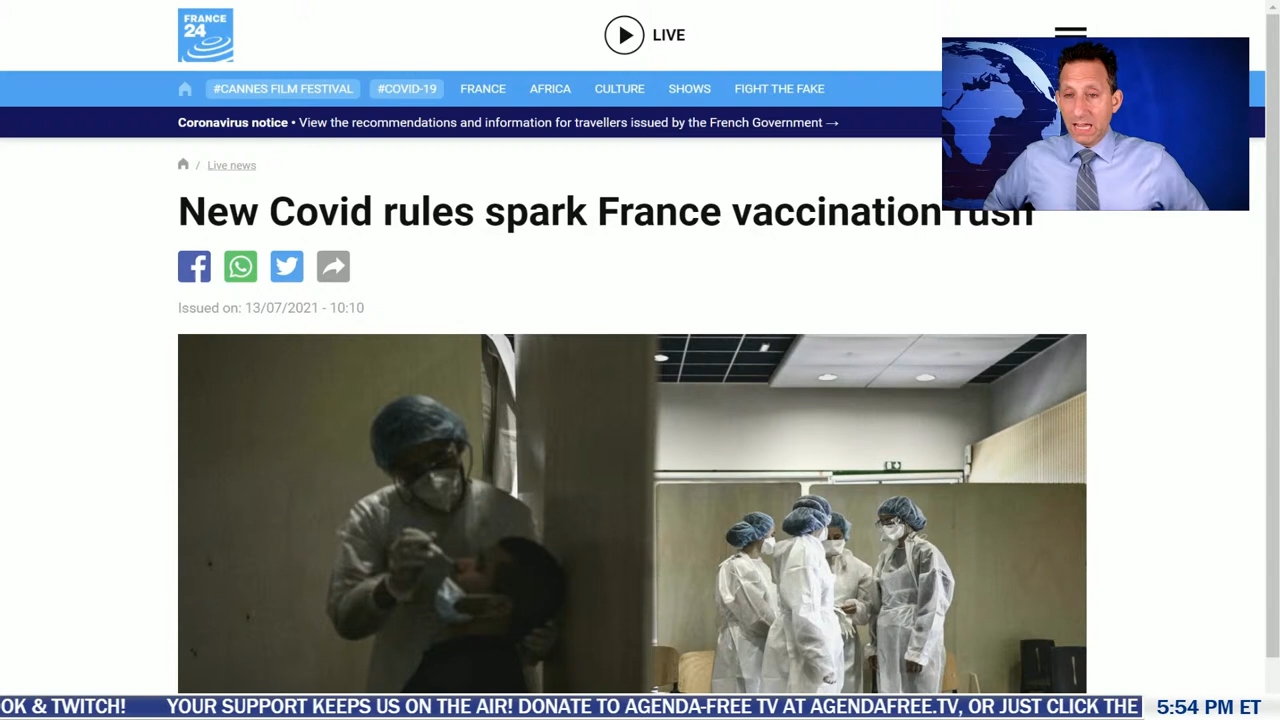 FRANCE
24
LIVE
#CANNES FILM FESTIVAL #COVID-19 FRANCE AFRICA CULTURE SHOWS FIGHT THE FAKE
Coronavirus notice • View the recommendations and information for travellers issued by the French Government →
/ Live news
New Covid rules spark France vaccination rush
Issued on: 13/07/2021 - 10:10
OK & TWITCH! YOUR SUPPORT KEEPS US ON THE AIR! DONATE TO AGENDA-FREE TV AT AGENDAFREE.TV, OR JUST CLICK THE 5:54 PM ET